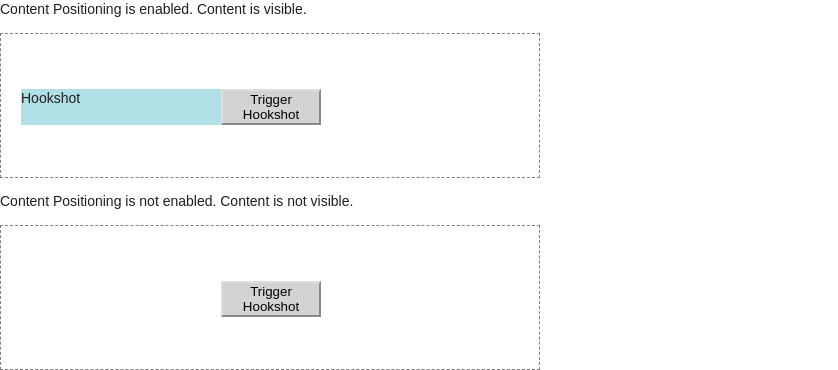 Content Positioning is enabled. Content is visible.
Hookshot
Trigger
Hookshot
Content Positioning is not enabled. Content is not visible.
Trigger
Hookshot